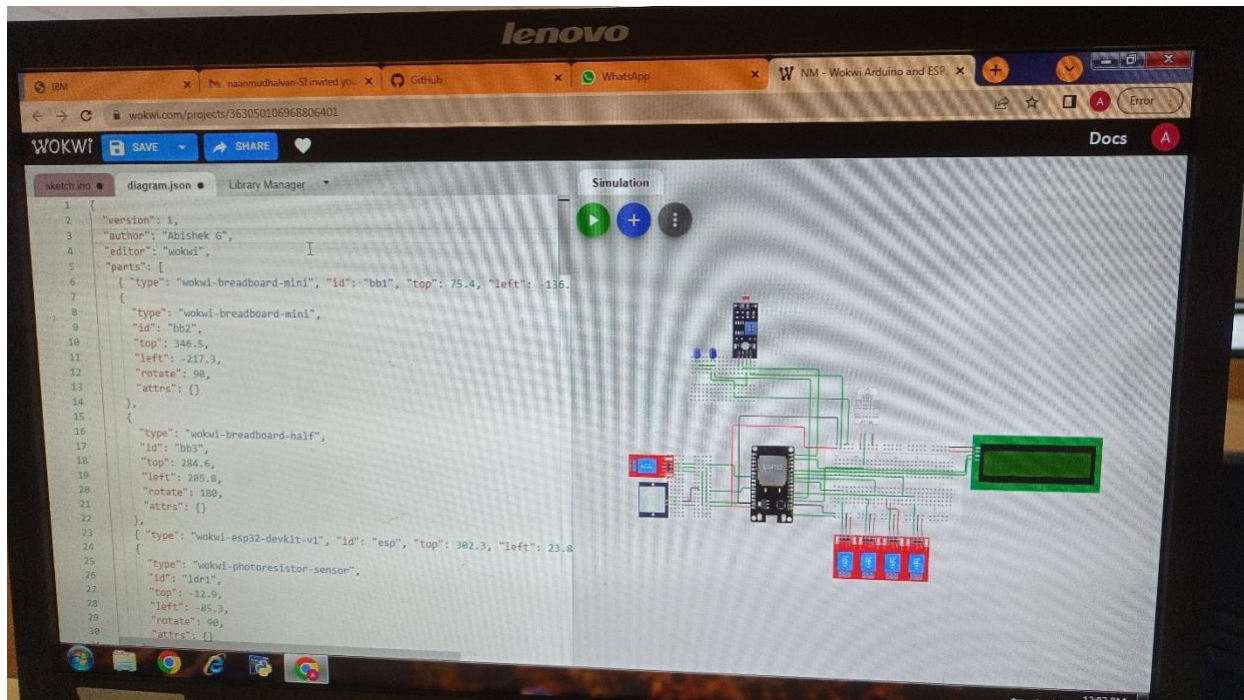 lenovo
IBM
naanmudhalvan-SI invited you
GitHub
WhatsApp
NM - Wokwi Arduino and ESP
wokwi.com/projects/363050106968806401
A
Error
WOKWI
SAVE
SHARE
Docs
A
sketch.ino
diagram.json
Library Manager
Simulation
1 {
2 "version": 1,
3 "author": "Abishek G",
4 "editor": "wokwi",
5 "parts": [
6 { "type": "wokwi-breadboard-mini", "id": "bb1", "top": 75.4, "left": -136.
7 {
8 "type": "wokwi-breadboard-mini",
9 "id": "bb2",
10 "top": 346.5,
11 "left": -217.3,
12 "rotate": 90,
13 "attrs": {}
14 },
15 {
16 "type": "wokwi-breadboard-half",
17 "id": "bb3",
18 "top": 284.6,
19 "left": 205.8,
20 "rotate": 180,
21 "attrs": {}
22 },
23 { "type": "wokwi-esp32-devkit-v1", "id": "esp", "top": 302.3, "left": 23.8
24 {
25 "type": "wokwi-photoresistor-sensor",
26 "id": "ldr1",
27 "top": -12.9,
28 "left": -85.3,
29 "rotate": 90,
30 "attrs": {}
ESP32